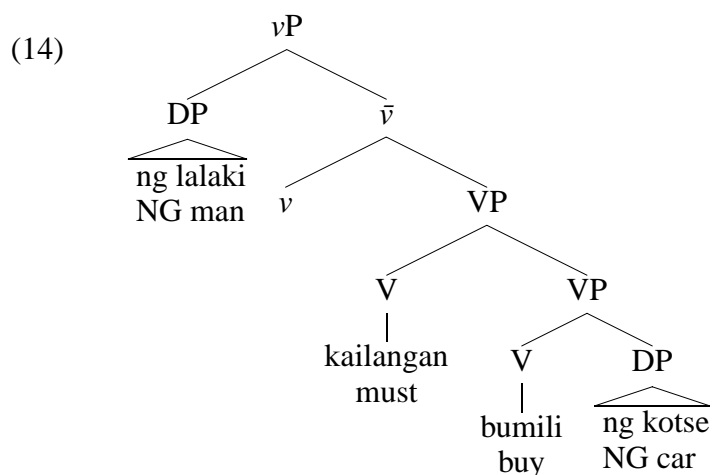 (14)
vP
DP
v̄
ng lalaki
NG man
v
VP
V
VP
kailangan
must
V
DP
bumili
buy
ng kotse
NG car